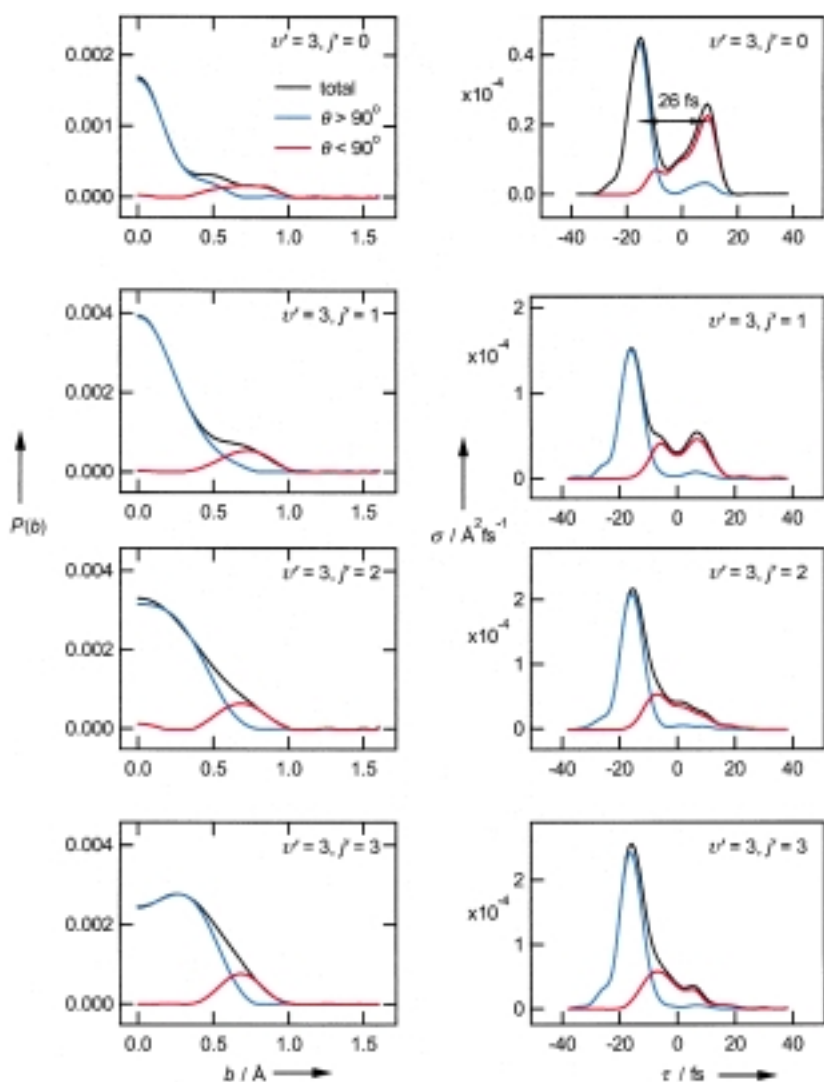 υ' = 3, j' = 0
0.002
0.001
0.000
total
θ > 90°
θ < 90°
0.0 0.5 1.0 1.5
υ' = 3, j' = 0
0.4
x10⁻⁴
0.2
0.0
26 fs
-40 -20 0 20 40
υ' = 3, j' = 1
0.004
0.002
0.000
0.0 0.5 1.0 1.5
υ' = 3, j' = 1
2
x10⁻⁴
1
0
-40 -20 0 20 40
P(b)
σ / Å² fs⁻¹
υ' = 3, j' = 2
0.004
0.002
0.000
0.0 0.5 1.0 1.5
υ' = 3, j' = 2
2
x10⁻⁴
1
0
-40 -20 0 20 40
υ' = 3, j' = 3
0.004
0.002
0.000
0.0 0.5 1.0 1.5
b / Å
υ' = 3, j' = 3
2
x10⁻⁴
1
0
-40 -20 0 20 40
τ / fs